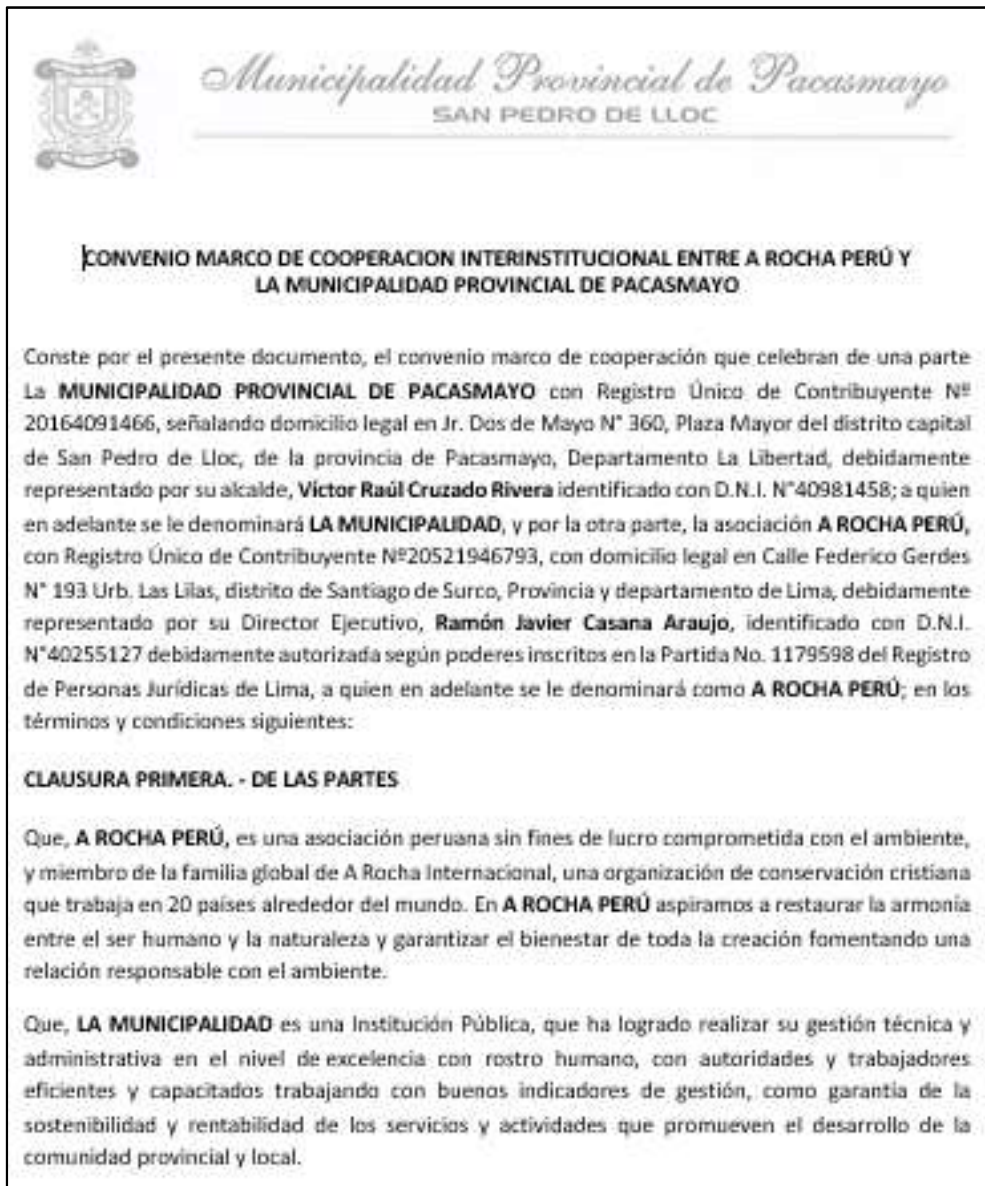 Municipalidad Provincial de Pacasmayo
SAN PEDRO DE LLOC
CONVENIO MARCO DE COOPERACION INTERINSTITUCIONAL ENTRE A ROCHA PERÚ Y
LA MUNICIPALIDAD PROVINCIAL DE PACASMAYO
Conste por el presente documento, el convenio marco de cooperación que celebran de una parte
La MUNICIPALIDAD PROVINCIAL DE PACASMAYO con Registro Único de Contribuyente Nº
20164091466, señalando domicilio legal en Jr. Dos de Mayo N° 360, Plaza Mayor del distrito capital
de San Pedro de Lloc, de la provincia de Pacasmayo, Departamento La Libertad, debidamente
representado por su alcalde, Víctor Raúl Cruzado Rivera identificado con D.N.I. N°40981458; a quien
en adelante se le denominará LA MUNICIPALIDAD, y por la otra parte, la asociación A ROCHA PERÚ,
con Registro Único de Contribuyente Nº20521946793, con domicilio legal en Calle Federico Gerdes
N° 193 Urb. Las Lilas, distrito de Santiago de Surco, Provincia y departamento de Lima, debidamente
representado por su Director Ejecutivo, Ramón Javier Casana Araujo, identificado con D.N.I.
N°40255127 debidamente autorizada según poderes inscritos en la Partida No. 1179598 del Registro
de Personas Jurídicas de Lima, a quien en adelante se le denominará como A ROCHA PERÚ; en los
términos y condiciones siguientes:
CLAUSURA PRIMERA. - DE LAS PARTES
Que, A ROCHA PERÚ, es una asociación peruana sin fines de lucro comprometida con el ambiente,
y miembro de la familia global de A Rocha Internacional, una organización de conservación cristiana
que trabaja en 20 países alrededor del mundo. En A ROCHA PERÚ aspiramos a restaurar la armonía
entre el ser humano y la naturaleza y garantizar el bienestar de toda la creación fomentando una
relación responsable con el ambiente.
Que, LA MUNICIPALIDAD es una Institución Pública, que ha logrado realizar su gestión técnica y
administrativa en el nivel de excelencia con rostro humano, con autoridades y trabajadores
eficientes y capacitados trabajando con buenos indicadores de gestión, como garantía de la
sostenibilidad y rentabilidad de los servicios y actividades que promueven el desarrollo de la
comunidad provincial y local.